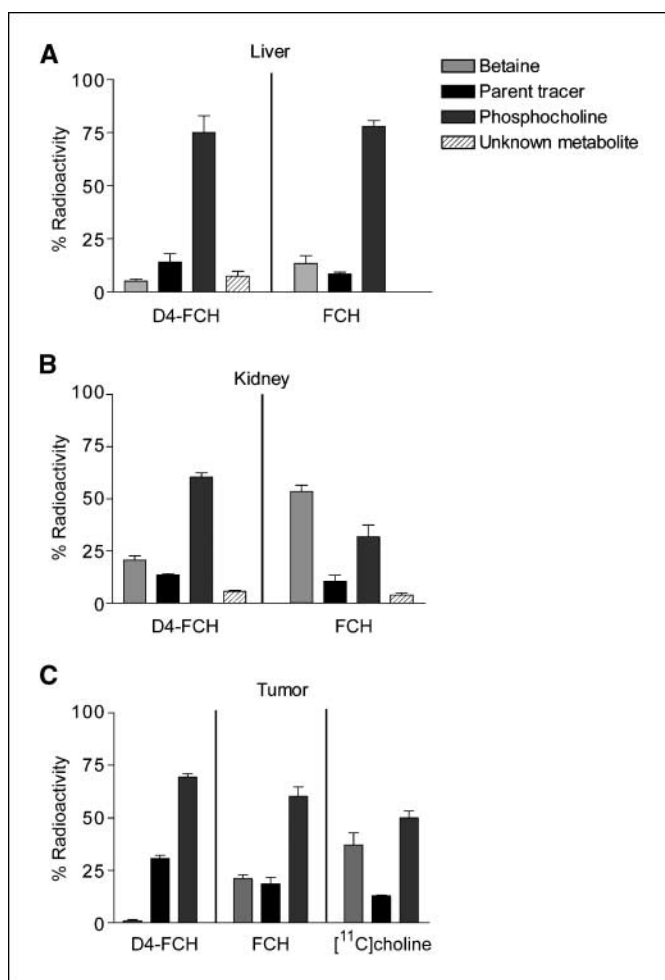 A
Liver
Betaine
Parent tracer
Phosphocholine
Unknown metabolite
% Radioactivity
100
75
50
25
0
D4-FCH
FCH
B
Kidney
% Radioactivity
100
75
50
25
0
D4-FCH
FCH
C
Tumor
% Radioactivity
100
75
50
25
0
D4-FCH
FCH
[¹¹C]choline